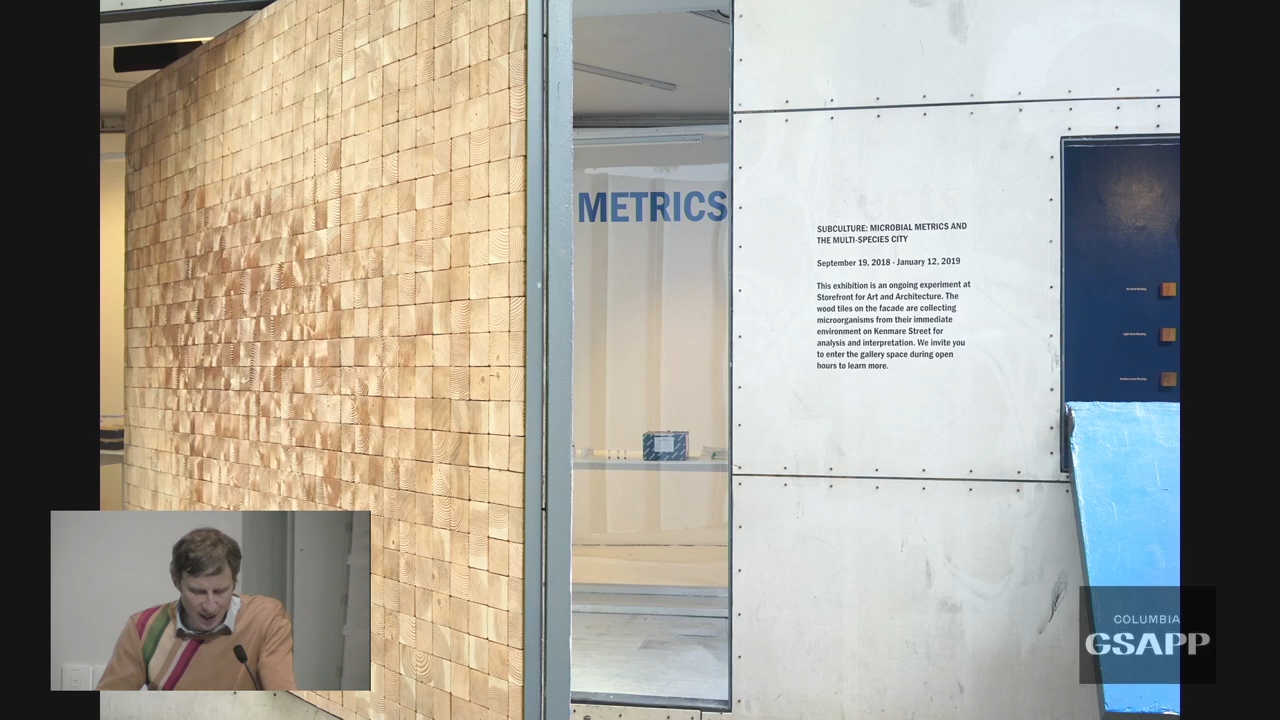 METRICS
SUBCULTURE: MICROBIAL METRICS AND
THE MULTI-SPECIES CITY
September 19, 2018 - January 12, 2019
This exhibition is an ongoing experiment at
Storefront for Art and Architecture. The
wood tiles on the facade are collecting
microorganisms from their immediate
environment on Kenmare Street for
analysis and interpretation. We invite you
to enter the gallery space during open
hours to learn more.
COLUMBIA
GSAPP